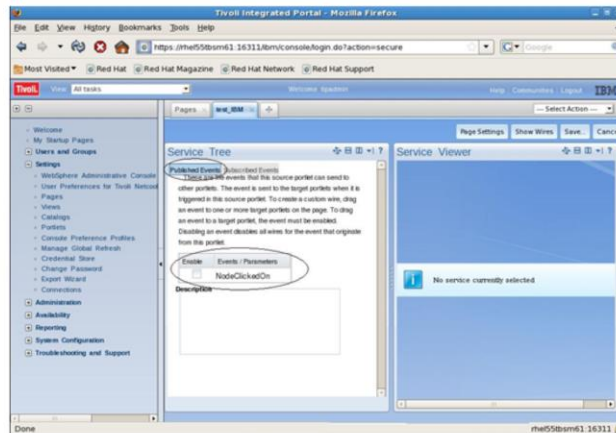 Tivoli Integrated Portal - Mozilla Firefox
File Edit View History Bookmarks Tools Help
https://rhel55tbsm61:16311/ibm/console/login.do?action=secure
Google
Most Visited Red Hat Red Hat Magazine Red Hat Network Red Hat Support
Tivoli. View: All tasks Welcome tipadmin Help Communities Logout IBM
Pages test_IBM -- Select Action ---
Page Settings Show Wires Save.. Cance
Welcome
My Startup Pages
Users and Groups
Settings
WebSphere Administrative Console
User Preferences for Tivoli Netcool
Pages
Views
Catalogs
Portlets
Console Preference Profiles
Manage Global Refresh
Credential Store
Change Password
Export Wizard
Connections
Administration
Availability
Reporting
System Configuration
Troubleshooting and Support
Service Tree
Published Events Subscribed Events
These are the events that this source portlet can send to
other portlets. The event is sent to the target portlets when it is
triggered in this source portlet. To create a custom wire, drag
an event to one or more target portlets on the page. To drag
an event to a target portlet, the event must be enabled.
Disabling an event disables all wires for the event that originate
from this portlet.
Enable Events / Parameters
NodeClickedOn
Description
Service Viewer
No service currently selected
Done
rhel55tbsm61:16311